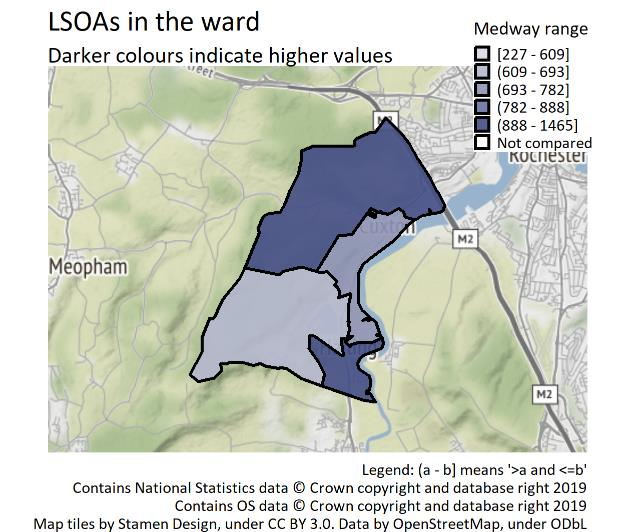 LSOAs in the ward
Darker colours indicate higher values
Medway range
[227 - 609]
(609 - 693]
(693 - 782]
(782 - 888]
(888 - 1465]
Not compared
Rochester
Cuxton
M2
Meopham
M2
Legend: (a - b] means '>a and <=b'
Contains National Statistics data © Crown copyright and database right 2019
Contains OS data © Crown copyright and database right 2019
Map tiles by Stamen Design, under CC BY 3.0. Data by OpenStreetMap, under ODbL